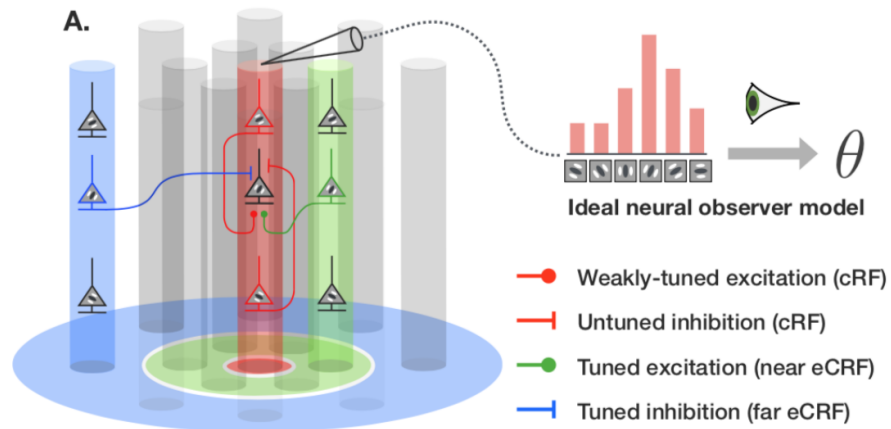 A.
θ
Ideal neural observer model
Weakly-tuned excitation (cRF)
Untuned inhibition (cRF)
Tuned excitation (near eCRF)
Tuned inhibition (far eCRF)